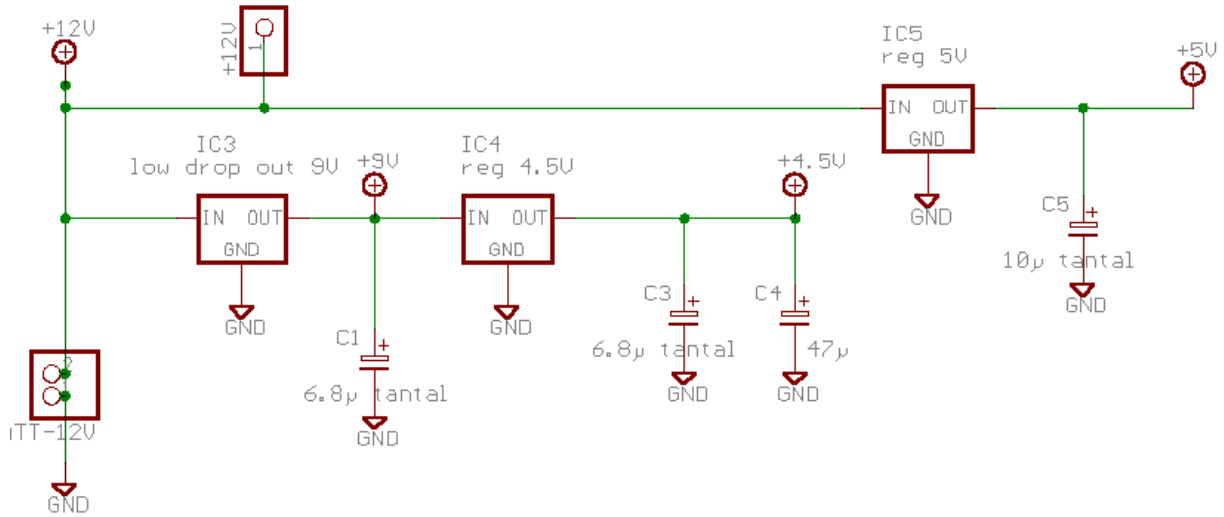 +12V
+12V
1
IC5
reg 5V
+5V
IN OUT
GND
GND
IC3
low drop out 9V
+9V
IC4
reg 4.5V
+4.5V
IN OUT
GND
GND
IN OUT
GND
GND
C5
+
10µ tantal
GND
C1
+
6.8µ tantal
GND
C3
+
6.8µ tantal
GND
C4
+
47µ
GND
TT-12V
GND